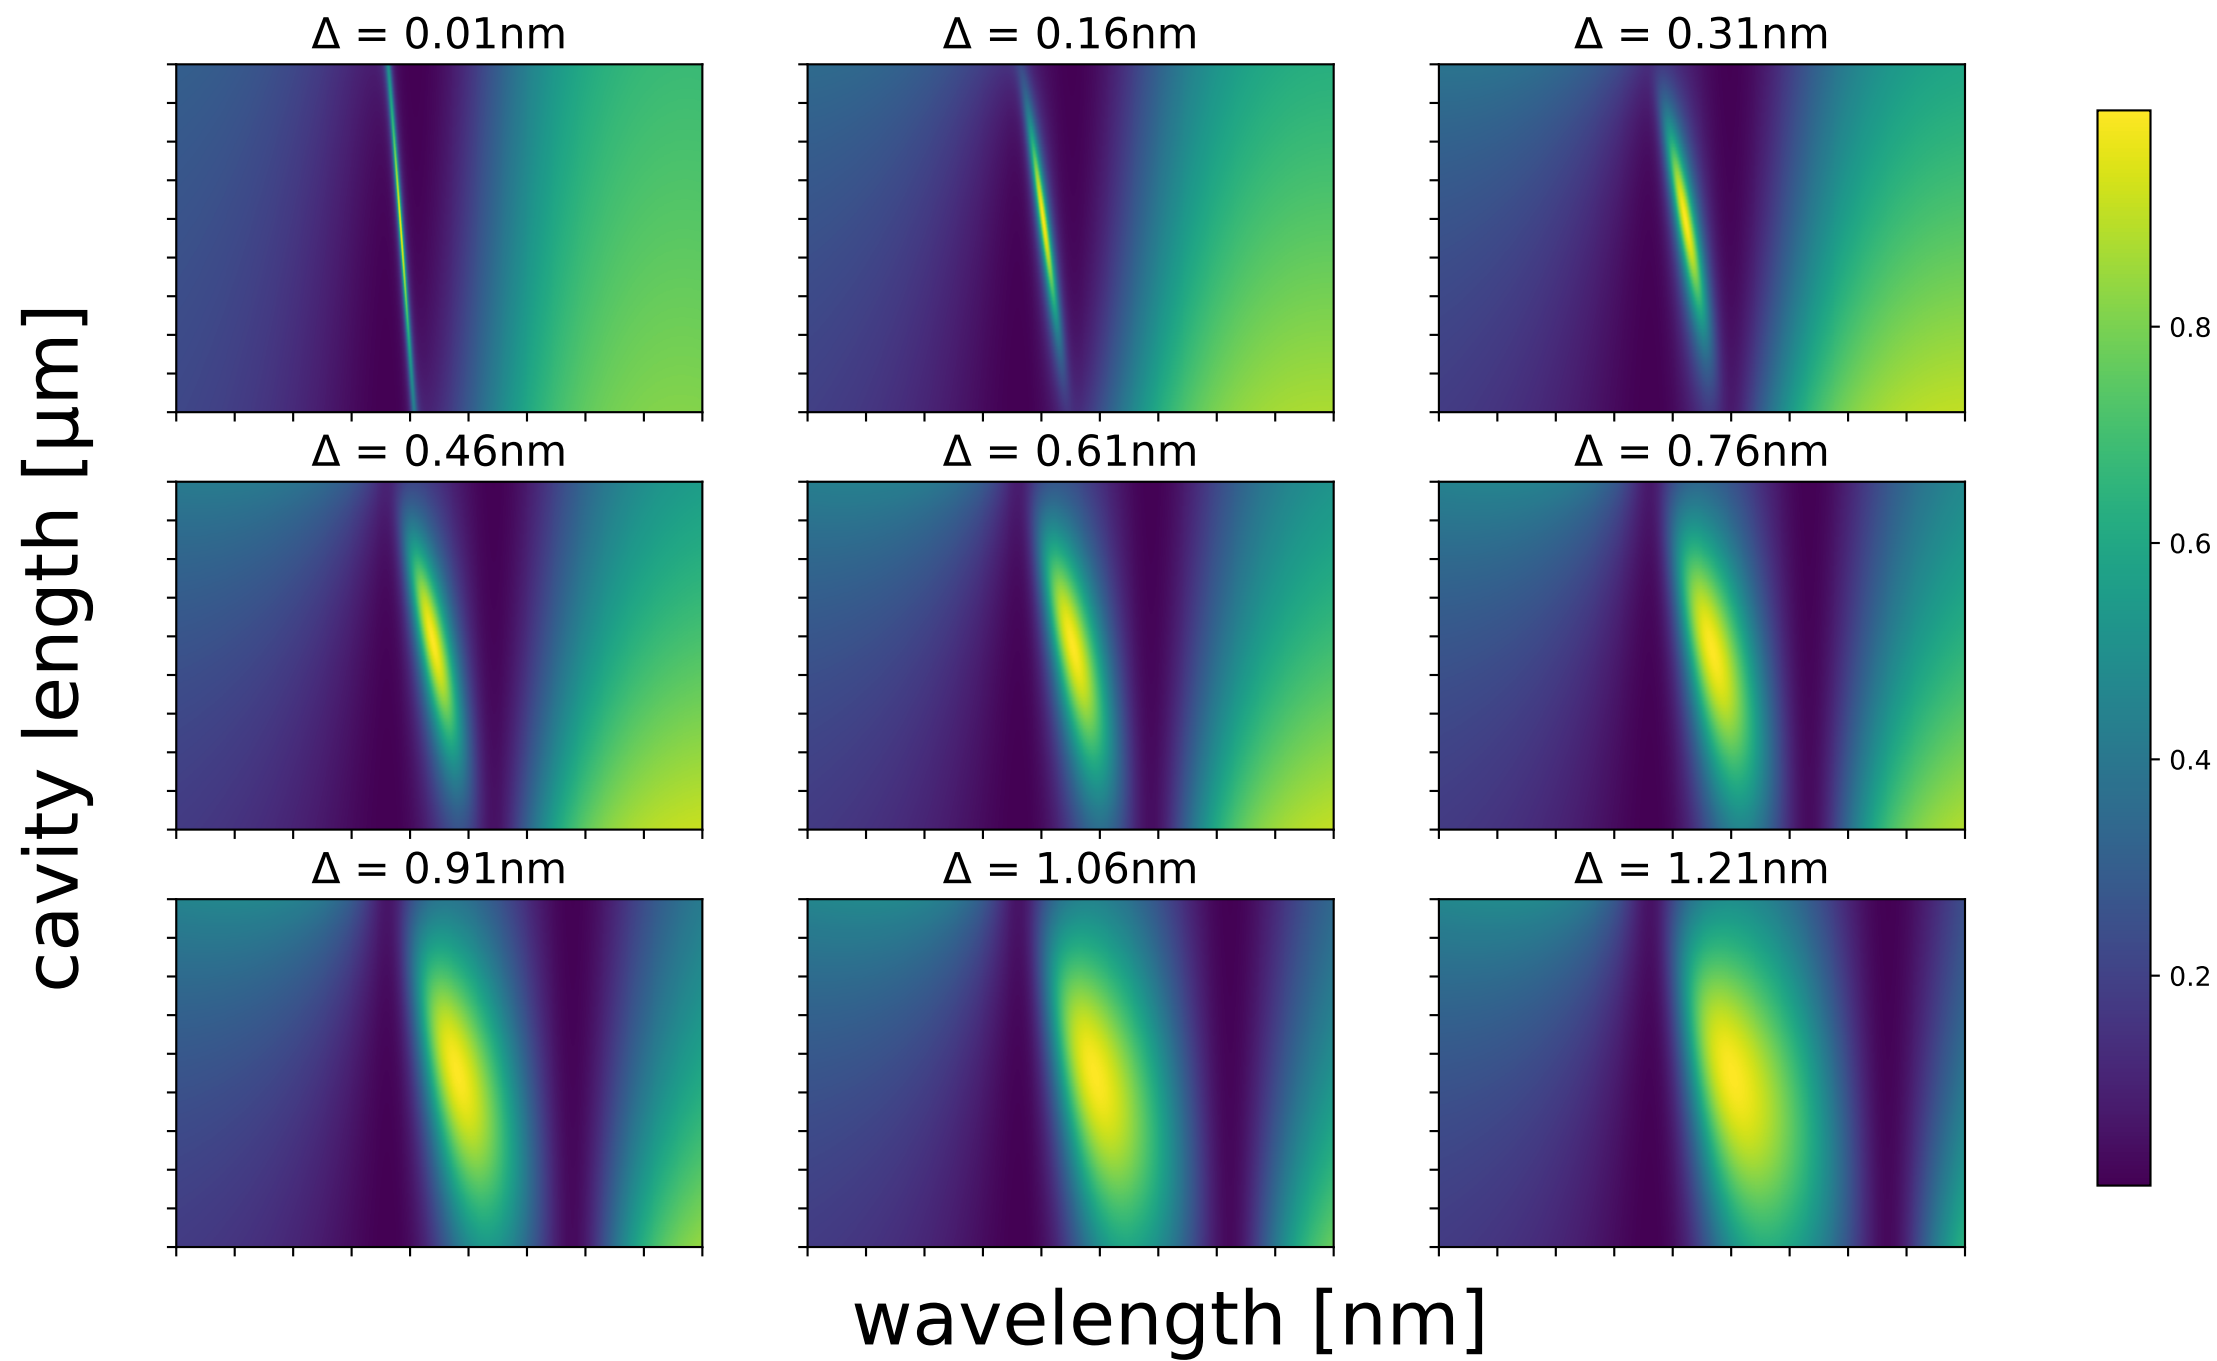 Δ = 0.01nm
Δ = 0.16nm
Δ = 0.31nm
Δ = 0.46nm
Δ = 0.61nm
Δ = 0.76nm
Δ = 0.91nm
Δ = 1.06nm
Δ = 1.21nm
cavity length [µm]
wavelength [nm]
0.8
0.6
0.4
0.2